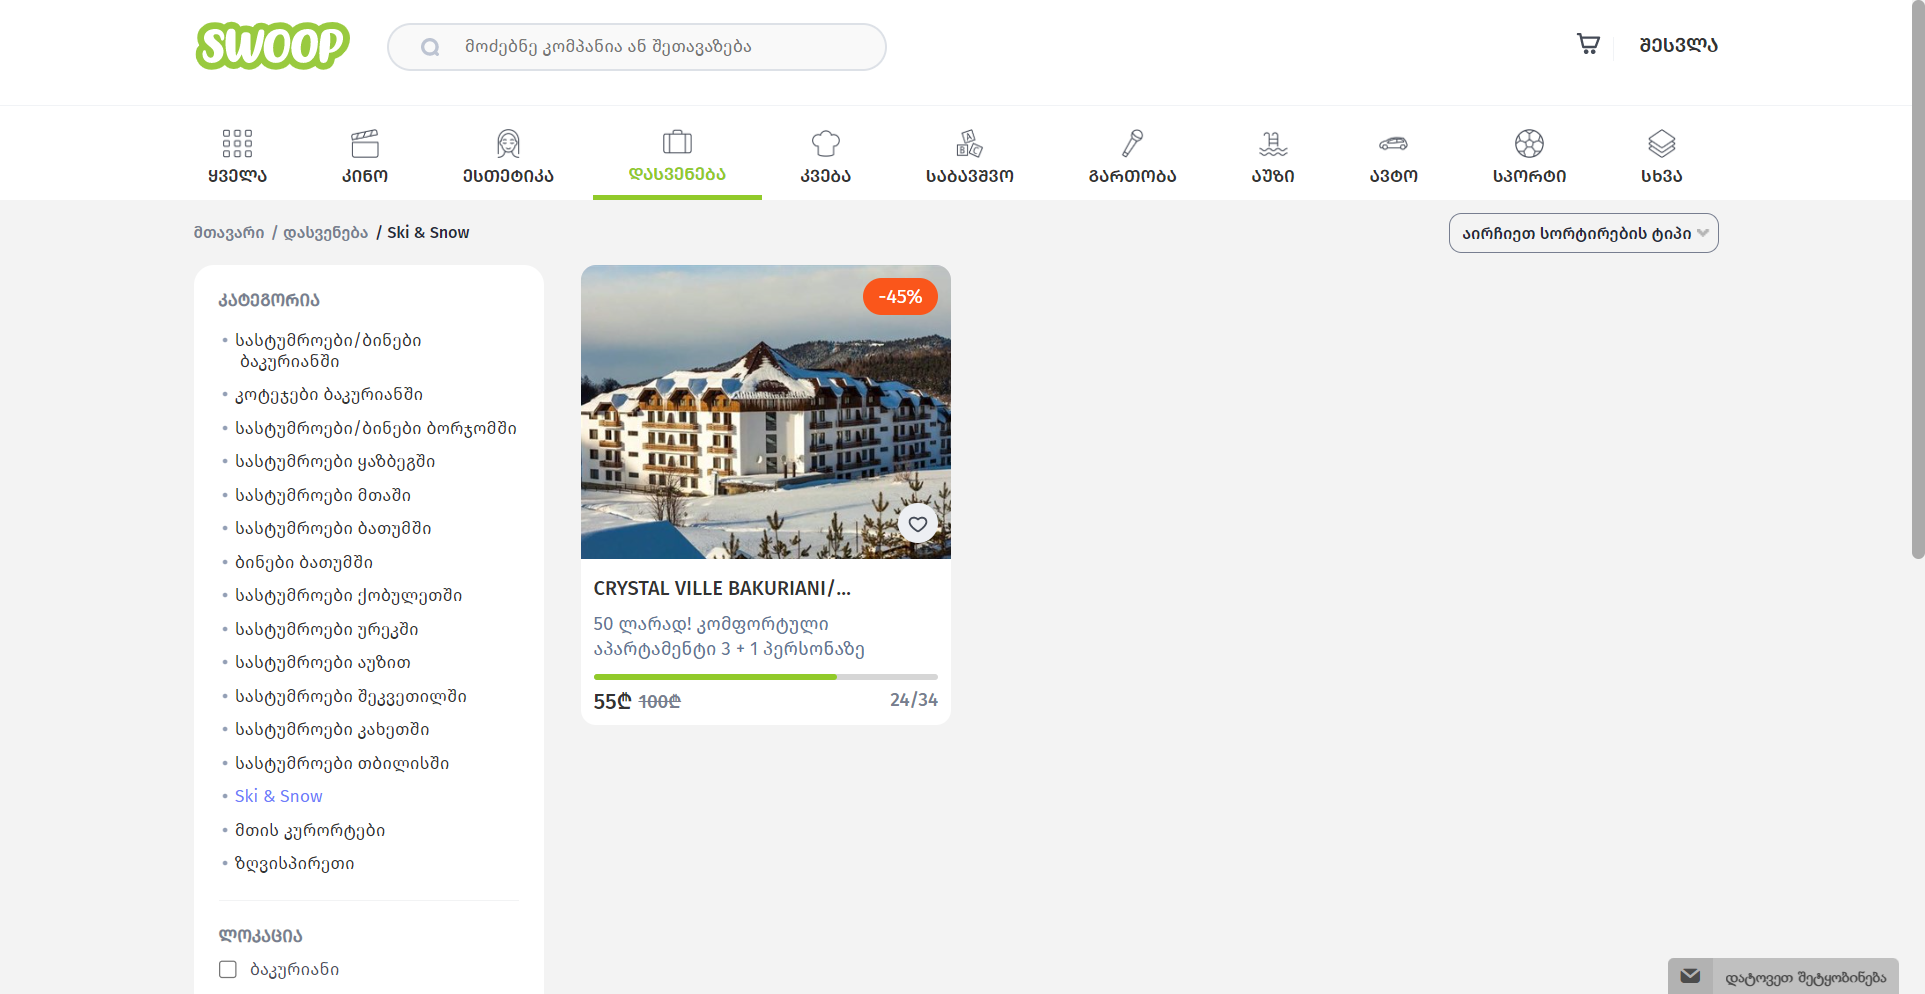 SWOOP
მოძებნე კომპანია ან შეთავაზება
შესვლა
ყველა
კინო
ესთეტიკა
დასვენება
კვება
საბავშვო
გართობა
აუზი
ავტო
სპორტი
სხვა
მთავარი / დასვენება / Ski & Snow
აირჩიეთ სორტირების ტიპი
კატეგორია
• სასტუმროები/ბინები
ბაკურიანში
• კოტეჯები ბაკურიანში
• სასტუმროები/ბინები ბორჯომში
• სასტუმროები ყაზბეგში
• სასტუმროები მთაში
• სასტუმროები ბათუმში
• ბინები ბათუმში
• სასტუმროები ქობულეთში
• სასტუმროები ურეკში
• სასტუმროები აუზით
• სასტუმროები შეკვეთილში
• სასტუმროები კახეთში
• სასტუმროები თბილისში
• Ski & Snow
• მთის კურორტები
• ზღვისპირეთი
ლოკაცია
ბაკურიანი
-45%
CRYSTAL VILLE BAKURIANI/...
50 ლარად! კომფორტული
აპარტამენტი 3 + 1 პერსონაზე
55₾ 100₾ 24/34
დატოვეთ შეტყობინება